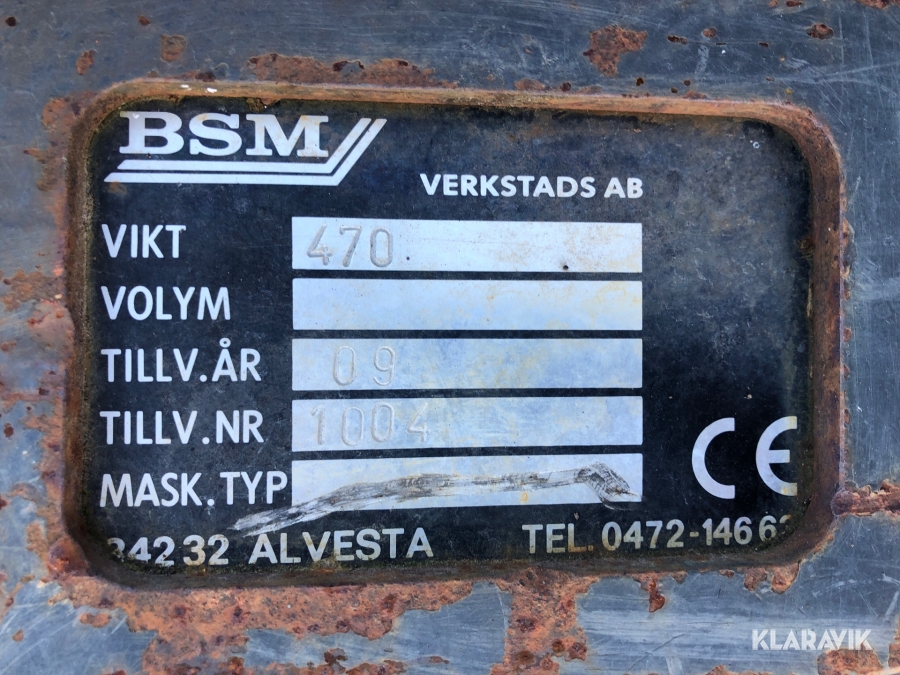 BSM
VERKSTADS AB
VIKT 470
VOLYM
TILLV.ÅR 09
TILLV.NR 1004
MASK.TYP
34232 ALVESTA TEL. 0472-146 63
KLARAVIK